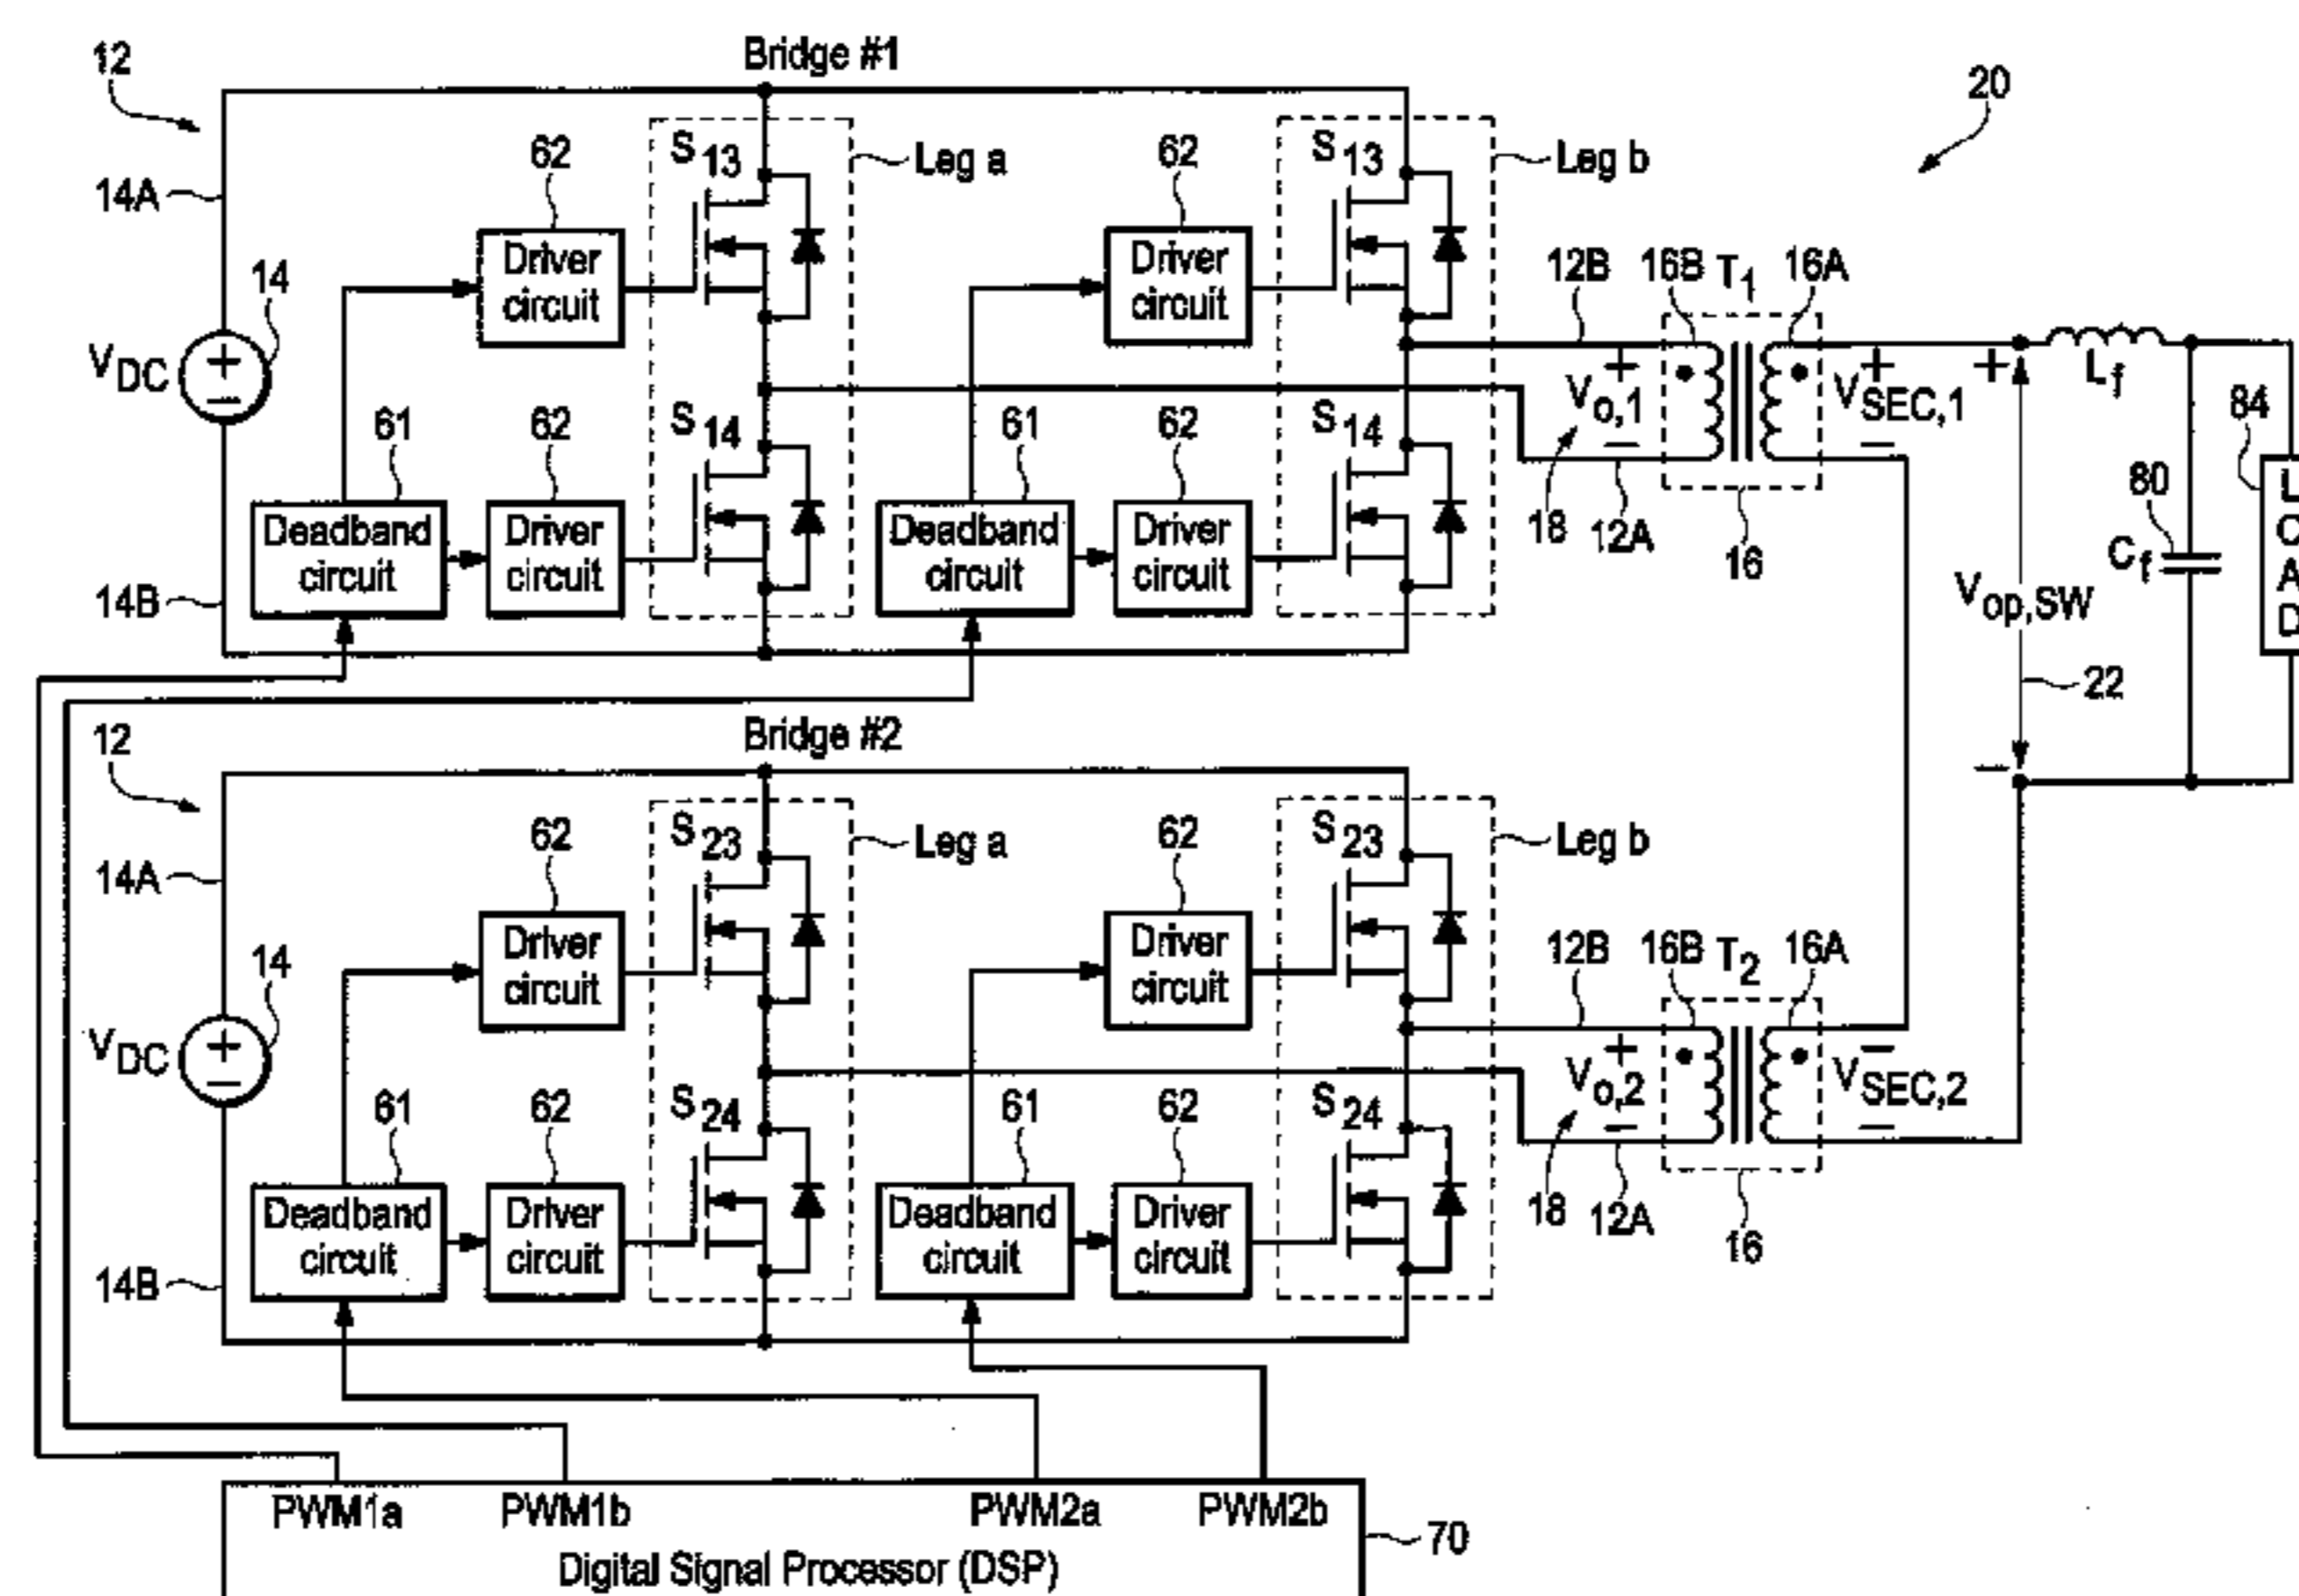 Bridge #1
12
20
62
S13
Leg a
62
S13
Leg b
14A
Driver circuit
Driver circuit
12B
16B
T1
16A
14
VDC
+
−
+
Vo,1
−
+
VSEC,1
−
+
Lf
84
61
62
S14
61
62
S14
80
Cf
LOAD
Deadband circuit
Driver circuit
Deadband circuit
Driver circuit
18
12A
16
Vop,SW
14B
22
−
Bridge #2
12
62
S23
Leg a
62
S23
Leg b
14A
Driver circuit
Driver circuit
12B
16B
T2
16A
14
VDC
+
−
+
Vo,2
−
−
VSEC,2
−
61
62
S24
61
62
S24
Deadband circuit
Driver circuit
Deadband circuit
Driver circuit
18
12A
16
14B
PWM1a
PWM1b
PWM2a
PWM2b
70
Digital Signal Processor (DSP)